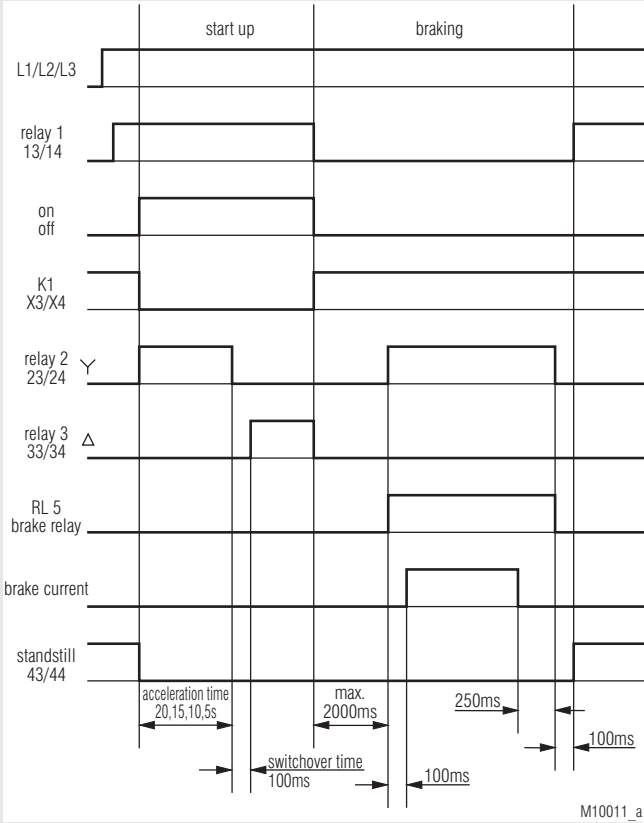 start up
braking
L1/L2/L3
relay 1
13/14
on
off
K1
X3/X4
relay 2
23/24
relay 3
33/34
RL 5
brake relay
brake current
standstill
43/44
acceleration time
20,15,10,5s
max.
2000ms
250ms
100ms
switchover time
100ms
100ms
M10011_a